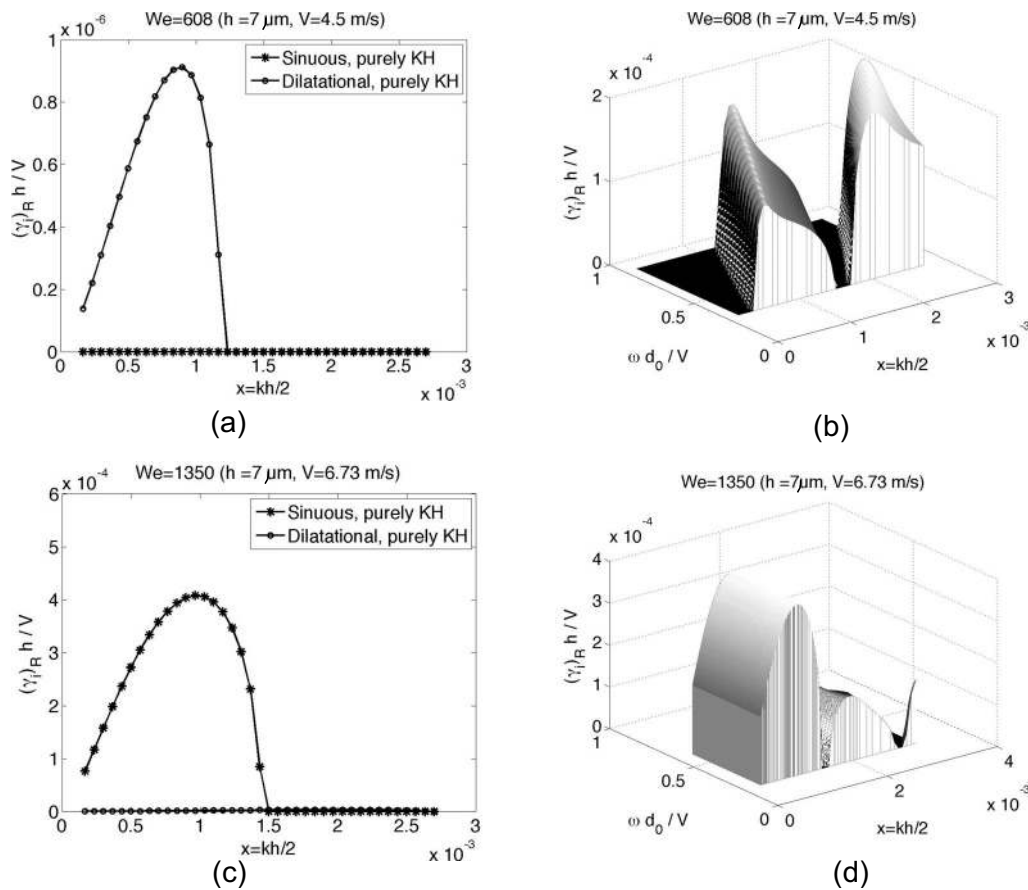 We=608 (h =7 μm, V=4.5 m/s)
x 10⁻⁶
1
0.8
0.6
0.4
0.2
0
(γᵢ)R h / V
Sinuous, purely KH
Dilatational, purely KH
0 0.5 1 1.5 2 2.5 3
x=kh/2
x 10⁻³
(a)
We=608 (h =7 μm, V=4.5 m/s)
x 10⁻⁴
2
1
0
(γᵢ)R h / V
1 0.5 0
ω d₀ / V
0 1 2 3
x 10⁻³
x=kh/2
(b)
We=1350 (h =7 μm, V=6.73 m/s)
x 10⁻⁴
6
5
4
3
2
1
0
(γᵢ)R h / V
Sinuous, purely KH
Dilatational, purely KH
0 0.5 1 1.5 2 2.5 3
x=kh/2
x 10⁻³
(c)
We=1350 (h =7μm, V=6.73 m/s)
x 10⁻⁴
4
3
2
1
0
(γᵢ)R h / V
1 0.5 0
ω d₀ / V
0 2 4
x 10⁻³
x=kh/2
(d)